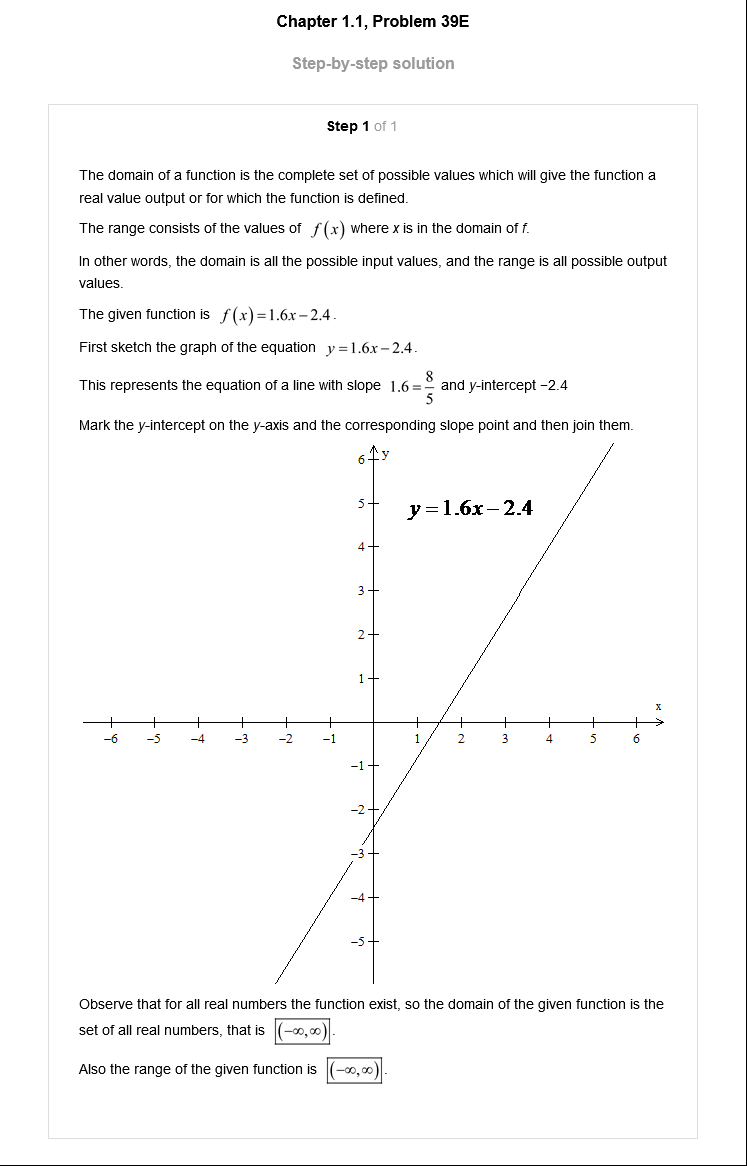 Chapter 1.1, Problem 39E
Step-by-step solution
Step 1 of 1
The domain of a function is the complete set of possible values which will give the function a
real value output or for which the function is defined.
The range consists of the values of f(x) where x is in the domain of f.
In other words, the domain is all the possible input values, and the range is all possible output
values.
The given function is f(x)=1.6x−2.4.
First sketch the graph of the equation y=1.6x−2.4.
This represents the equation of a line with slope 1.6=8/5 and y-intercept −2.4
Mark the y-intercept on the y-axis and the corresponding slope point and then join them.
6 y
5
y=1.6x−2.4
4
3
2
1
x
−6 −5 −4 −3 −2 −1 1 2 3 4 5 6
−1
−2
−3
−4
−5
Observe that for all real numbers the function exist, so the domain of the given function is the
set of all real numbers, that is (−∞,∞).
Also the range of the given function is (−∞,∞).